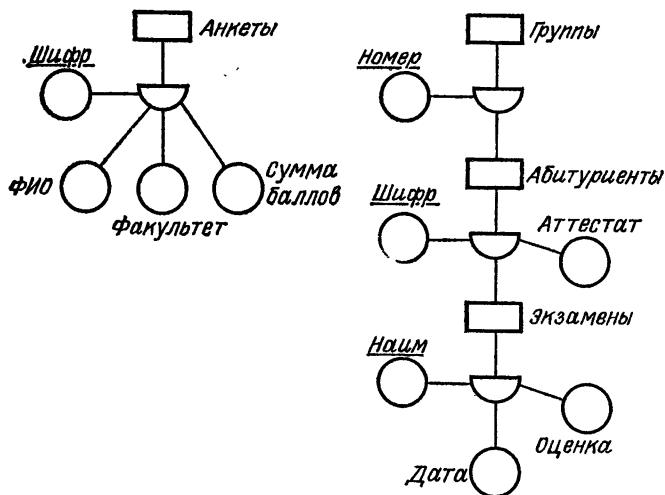 Анкеты
Шифр
ФИО
Факультет
Сумма
баллов
Группы
Номер
Абитуриенты
Шифр
Аттестат
Экзамены
Наим
Оценка
Дата